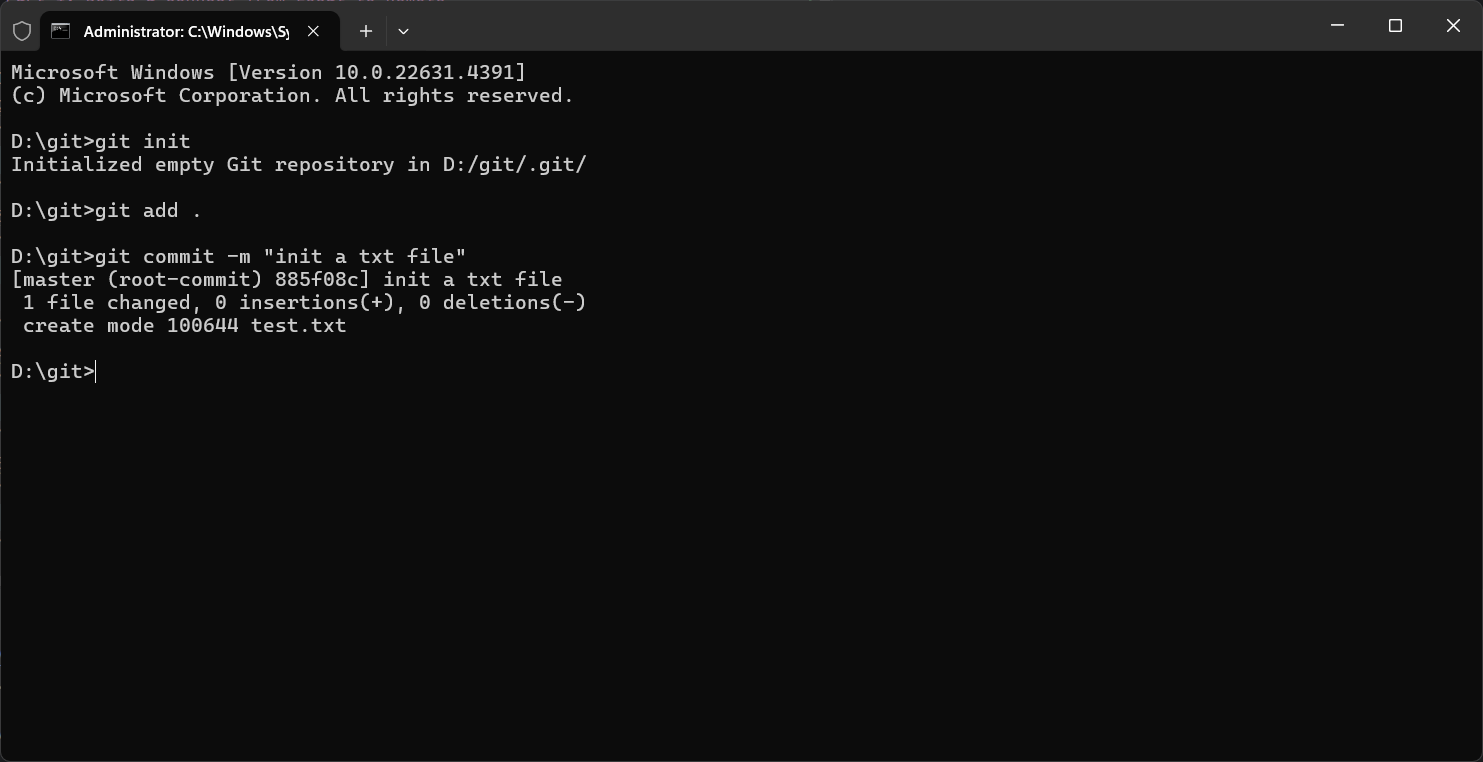 Administrator: C:\Windows\Sy
Microsoft Windows [Version 10.0.22631.4391]
(c) Microsoft Corporation. All rights reserved.
D:\git>git init
Initialized empty Git repository in D:/git/.git/
D:\git>git add .
D:\git>git commit -m "init a txt file"
[master (root-commit) 885f08c] init a txt file
 1 file changed, 0 insertions(+), 0 deletions(-)
 create mode 100644 test.txt
D:\git>